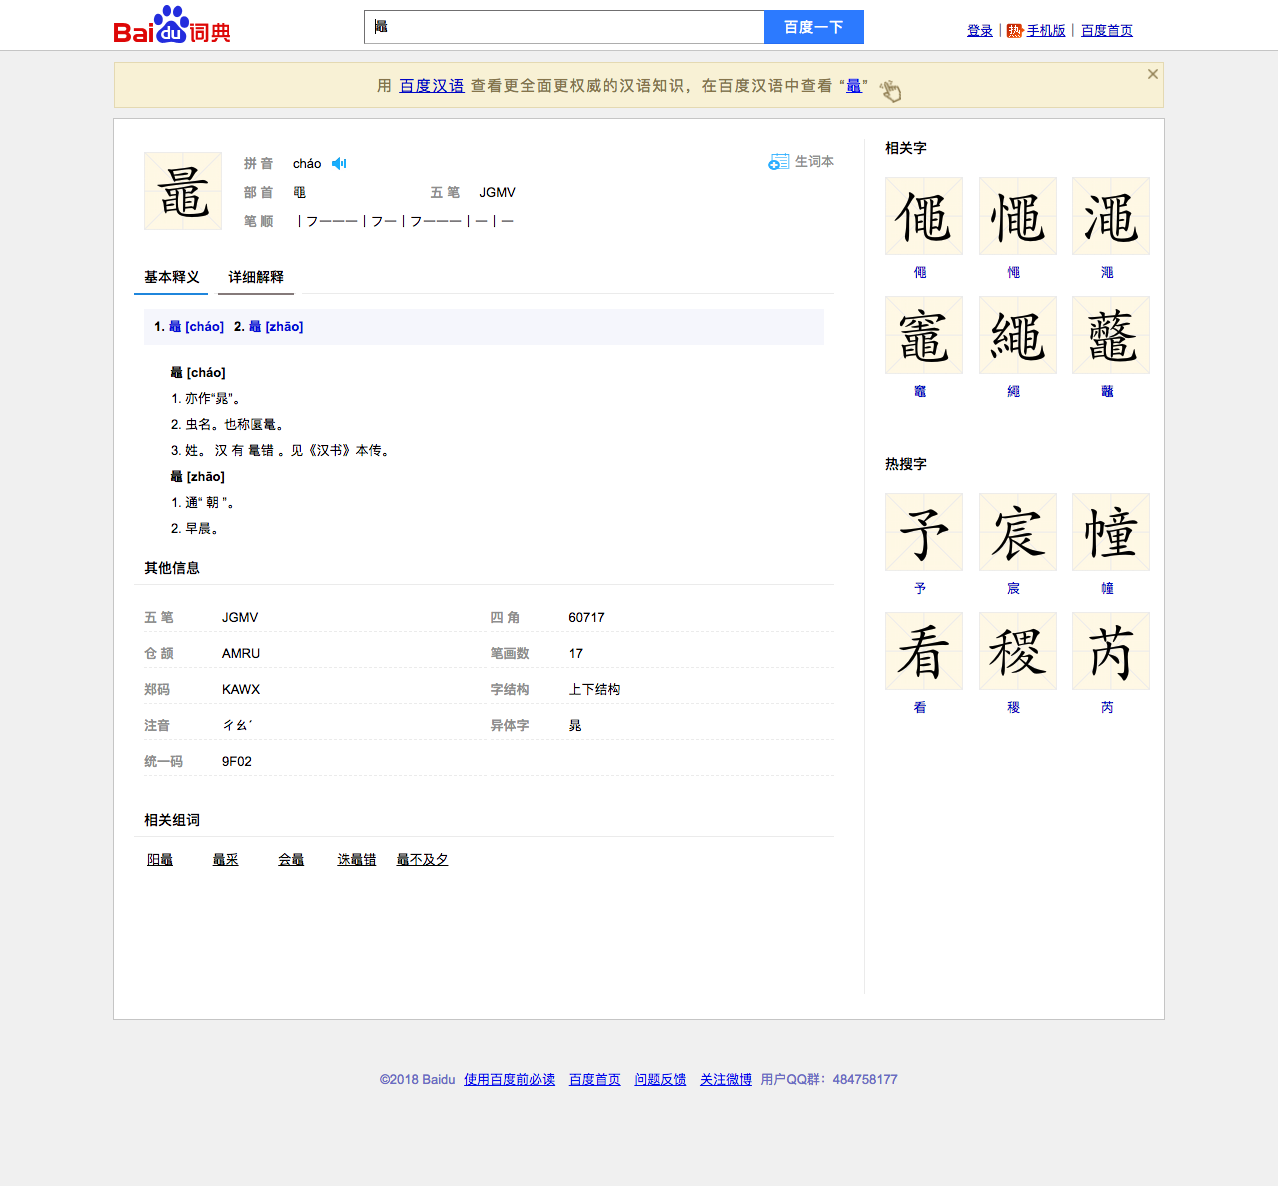 Baidu词典
鼂
百度一下
登录 | 热 手机版 | 百度首页
用 百度汉语 查看更全面更权威的汉语知识，在百度汉语中查看 “鼂”
鼂
拼 音 cháo
生词本
部 首 黾 五 笔 JGMV
笔 顺 丨フ一一一丨フ一丨フ一一一丨一丨一
基本释义 详细解释
1. 鼂 [cháo] 2. 鼂 [zhāo]
鼂 [cháo]
1. 亦作“晁”。
2. 虫名。也称匽鼂。
3. 姓。 汉 有 鼂错 。见《汉书》本传。
鼂 [zhāo]
1. 通“ 朝 ”。
2. 早晨。
其他信息
五 笔 JGMV 四 角 60717
仓 颉 AMRU 笔画数 17
郑码 KAWX 字结构 上下结构
注音 ㄔㄠˊ 异体字 晁
统一码 9F02
相关组词
阳鼂 鼂采 会鼂 诛鼂错 鼂不及夕
相关字
僶 憴 澠
僶 憴 澠
竈 繩 虌
竈 繩 虌
热搜字
予 宸 幢
予 宸 幢
看 稷 芮
看 稷 芮
©2018 Baidu 使用百度前必读 百度首页 问题反馈 关注微博 用户QQ群：484758177